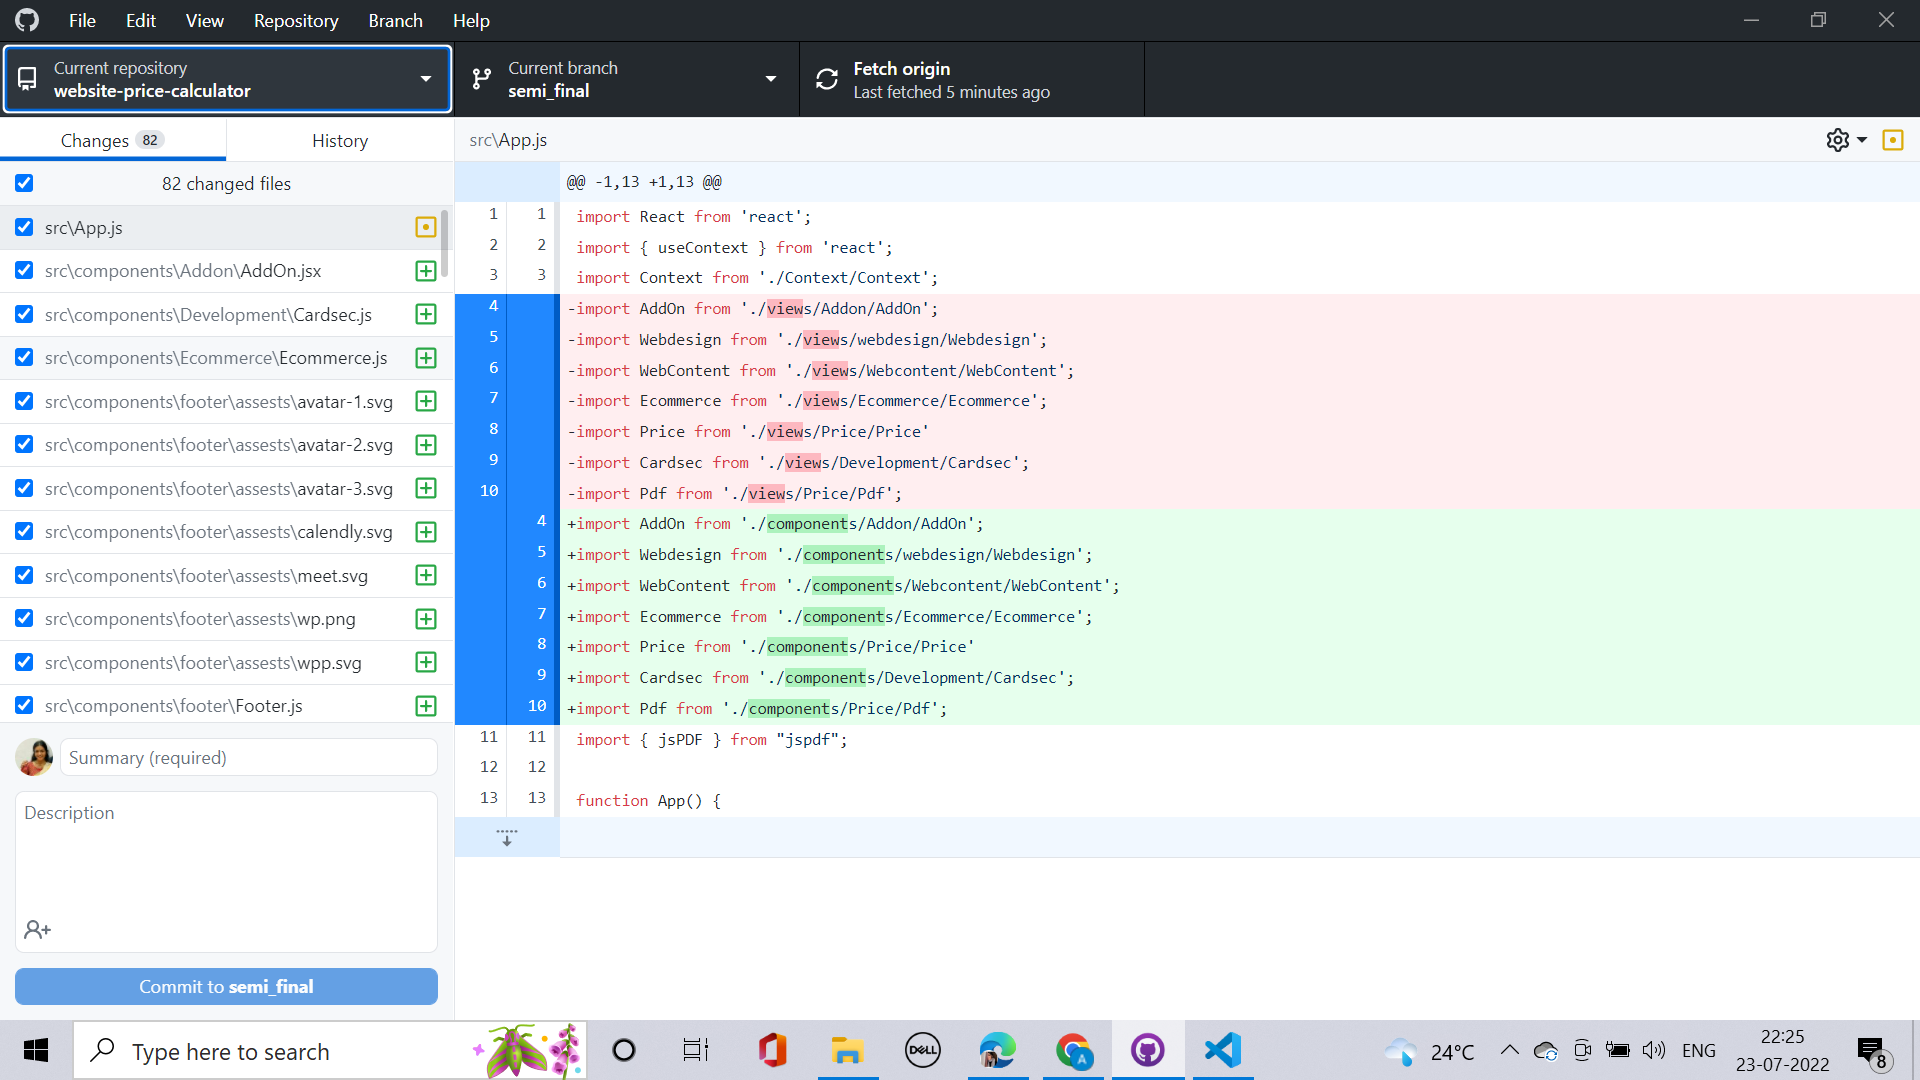 File Edit View Repository Branch Help
Current repository
website-price-calculator
Current branch
semi_final
Fetch origin
Last fetched 5 minutes ago
Changes 82
History
src\App.js
82 changed files
src\App.js
src\components\Addon\AddOn.jsx
src\components\Development\Cardsec.js
src\components\Ecommerce\Ecommerce.js
src\components\footer\assests\avatar-1.svg
src\components\footer\assests\avatar-2.svg
src\components\footer\assests\avatar-3.svg
src\components\footer\assests\calendly.svg
src\components\footer\assests\meet.svg
src\components\footer\assests\wp.png
src\components\footer\assests\wpp.svg
src\components\footer\Footer.js
Summary (required)
Description
Commit to semi_final
@@ -1,13 +1,13 @@
1 1 import React from 'react';
2 2 import { useContext } from 'react';
3 3 import Context from './Context/Context';
4 -import AddOn from './views/Addon/AddOn';
5 -import Webdesign from './views/webdesign/Webdesign';
6 -import WebContent from './views/Webcontent/WebContent';
7 -import Ecommerce from './views/Ecommerce/Ecommerce';
8 -import Price from './views/Price/Price'
9 -import Cardsec from './views/Development/Cardsec';
10 -import Pdf from './views/Price/Pdf';
4 +import AddOn from './components/Addon/AddOn';
5 +import Webdesign from './components/webdesign/Webdesign';
6 +import WebContent from './components/Webcontent/WebContent';
7 +import Ecommerce from './components/Ecommerce/Ecommerce';
8 +import Price from './components/Price/Price'
9 +import Cardsec from './components/Development/Cardsec';
10 +import Pdf from './components/Price/Pdf';
11 11 import { jsPDF } from "jspdf";
12 12
13 13 function App() {
Type here to search
DELL
A
24°C
ENG
22:25
23-07-2022
8